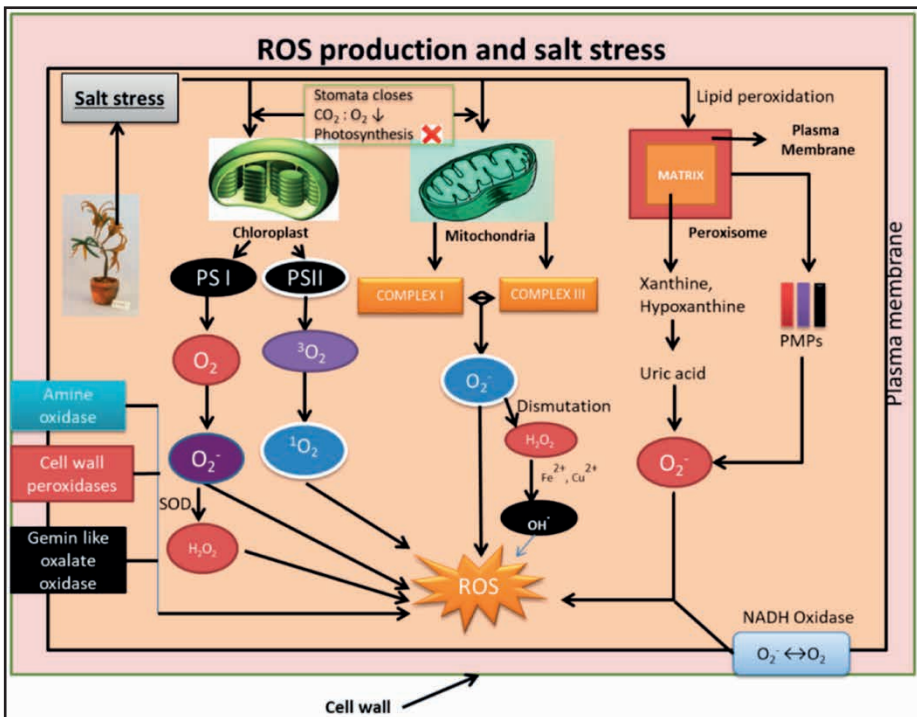 ROS production and salt stress
Salt stress
Stomata closes
CO₂ : O₂ ↓
Photosynthesis
Lipid peroxidation
Plasma
Membrane
MATRIX
Chloroplast
Mitochondria
Peroxisome
PS I
PSII
COMPLEX I
COMPLEX III
Xanthine,
Hypoxanthine
PMPs
O₂
³O₂
O₂⁻
Uric acid
Amine
oxidase
Dismutation
Cell wall
peroxidases
O₂⁻
¹O₂
H₂O₂
O₂⁻
Fe²⁺, Cu²⁺
SOD
Gemin like
oxalate
oxidase
H₂O₂
OH⁻
ROS
NADH Oxidase
O₂⁻ ↔O₂
Plasma membrane
Cell wall